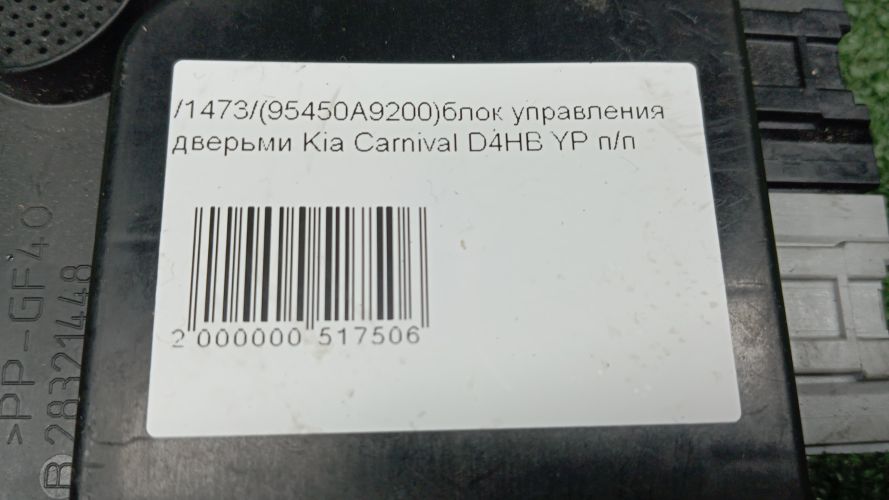 /1473/(95450A9200)блок управления
дверьми Kia Carnival D4HB YP п/п
2 000000 517506
>PP-GF40<
B 28321448